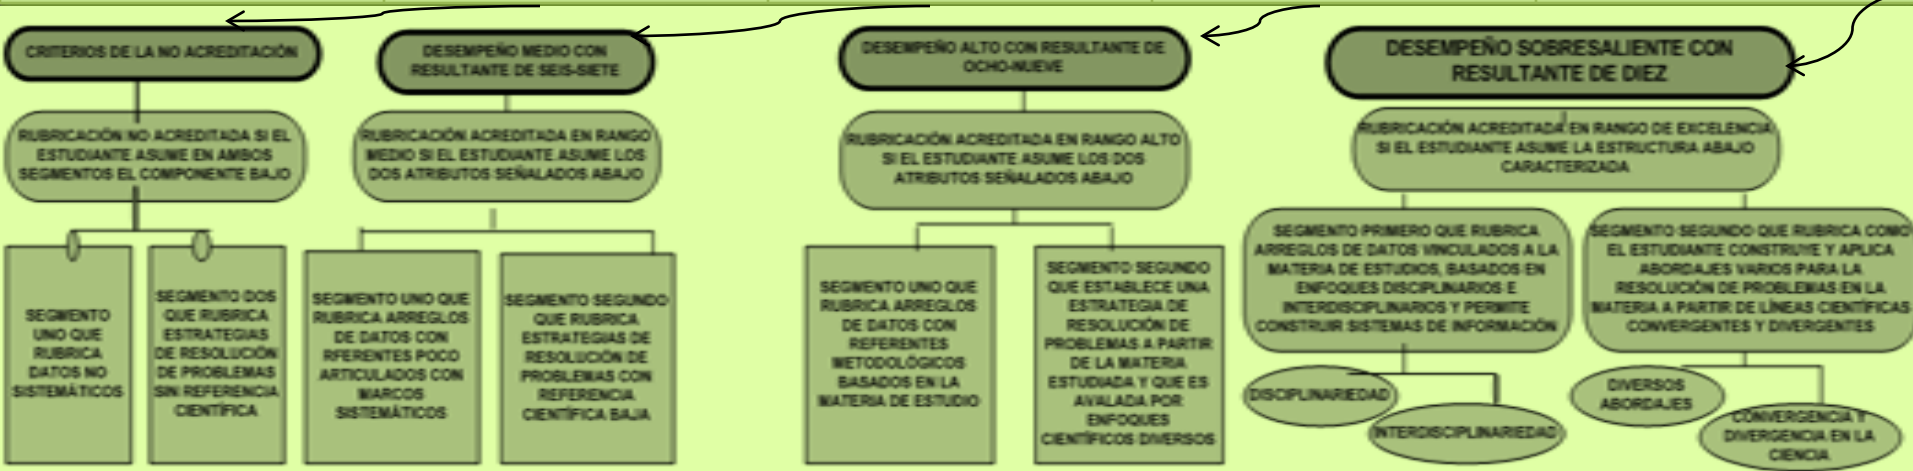 CRITERIOS DE LA NO ACREDITACIÓN
RUBRICACIÓN NO ACREDITADA SI EL
ESTUDIANTE ASUME EN AMBOS
SEGMENTOS EL COMPONENTE BAJO
SEGMENTO
UNO QUE
RUBRICA
DATOS NO
SISTEMÁTICOS
SEGMENTO DOS
QUE RUBRICA
ESTRATEGIAS
DE RESOLUCIÓN
DE PROBLEMAS
SIN REFERENCIA
CIENTÍFICA
DESEMPEÑO MEDIO CON
RESULTANTE DE SEIS-SIETE
RUBRICACIÓN ACREDITADA EN RANGO
MEDIO SI EL ESTUDIANTE ASUME LOS
DOS ATRIBUTOS SEÑALADOS ABAJO
SEGMENTO UNO QUE
RUBRICA ARREGLOS
DE DATOS CON
RFERENTES POCO
ARTICULADOS CON
MARCOS
SISTEMÁTICOS
SEGMENTO SEGUNDO
QUE RUBRICA
ESTRATEGIAS DE
RESOLUCIÓN DE
PROBLEMAS CON
REFERENCIA
CIENTÍFICA BAJA
DESEMPEÑO ALTO CON RESULTANTE DE
OCHO-NUEVE
RUBRICACIÓN ACREDITADA EN RANGO ALTO
SI EL ESTUDIANTE ASUME LOS DOS
ATRIBUTOS SEÑALADOS ABAJO
SEGMENTO UNO QUE
RUBRICA ARREGLOS
DE DATOS CON
REFERENTES
METODOLÓGICOS
BASADOS EN LA
MATERIA DE ESTUDIO
SEGMENTO SEGUNDO
QUE ESTABLECE UNA
ESTRATEGIA DE
RESOLUCIÓN DE
PROBLEMAS A PARTIR
DE LA MATERIA
ESTUDIADA Y QUE ES
AVALADA POR
ENFOQUES
CIENTÍFICOS DIVERSOS
DESEMPEÑO SOBRESALIENTE CON
RESULTANTE DE DIEZ
RUBRICACIÓN ACREDITADA EN RANGO DE EXCELENCIA
SI EL ESTUDIANTE ASUME LA ESTRUCTURA ABAJO
CARACTERIZADA
SEGMENTO PRIMERO QUE RUBRICA
ARREGLOS DE DATOS VINCULADOS A LA
MATERIA DE ESTUDIOS, BASADOS EN
ENFOQUES DISCIPLINARIOS E
INTERDISCIPLINARIOS Y PERMITE
CONSTRUIR SISTEMAS DE INFORMACIÓN
DISCIPLINARIEDAD
INTERDISCIPLINARIEDAD
SEGMENTO SEGUNDO QUE RUBRICA COMO
EL ESTUDIANTE CONSTRUYE Y APLICA
ABORDAJES VARIOS PARA LA
RESOLUCIÓN DE PROBLEMAS EN LA
MATERIA A PARTIR DE LÍNEAS CIENTÍFICAS
CONVERGENTES Y DIVERGENTES
DIVERSOS
ABORDAJES
CONVERGENCIA Y
DIVERGENCIA EN LA
CIENCIA